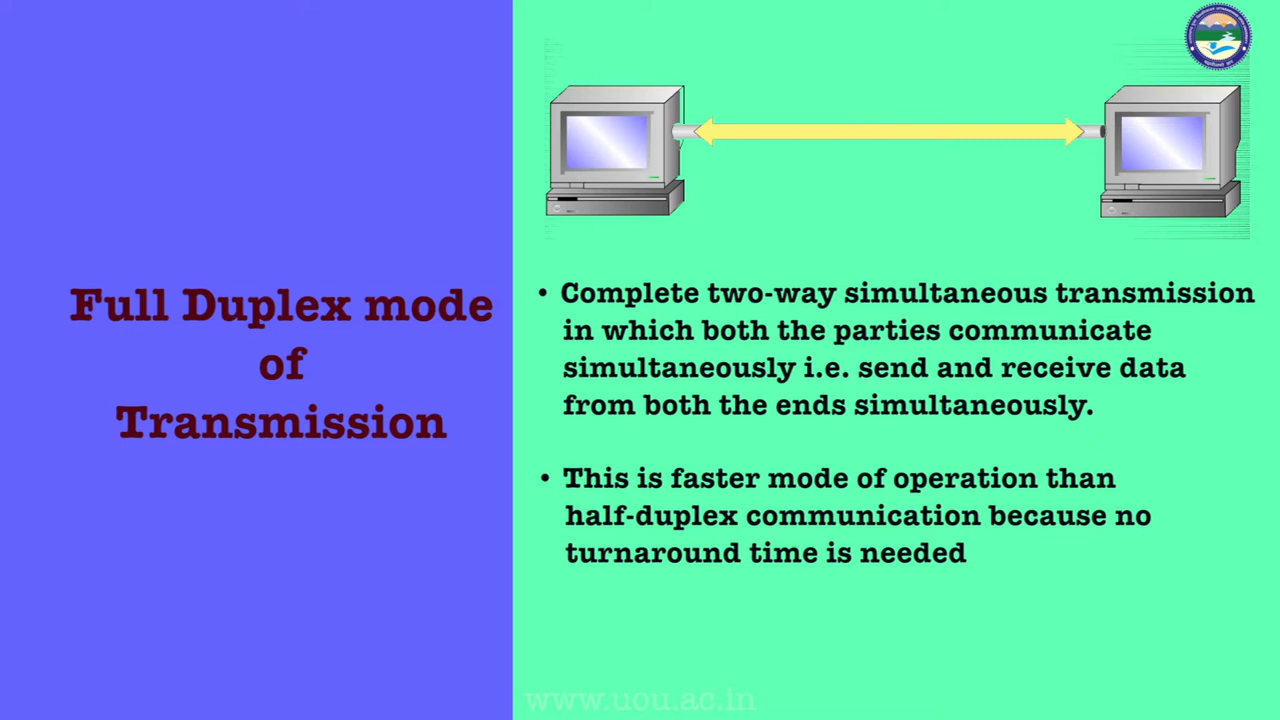 Full Duplex mode
of
Transmission
• Complete two-way simultaneous transmission
in which both the parties communicate
simultaneously i.e. send and receive data
from both the ends simultaneously.
• This is faster mode of operation than
half-duplex communication because no
turnaround time is needed
www.uou.ac.in